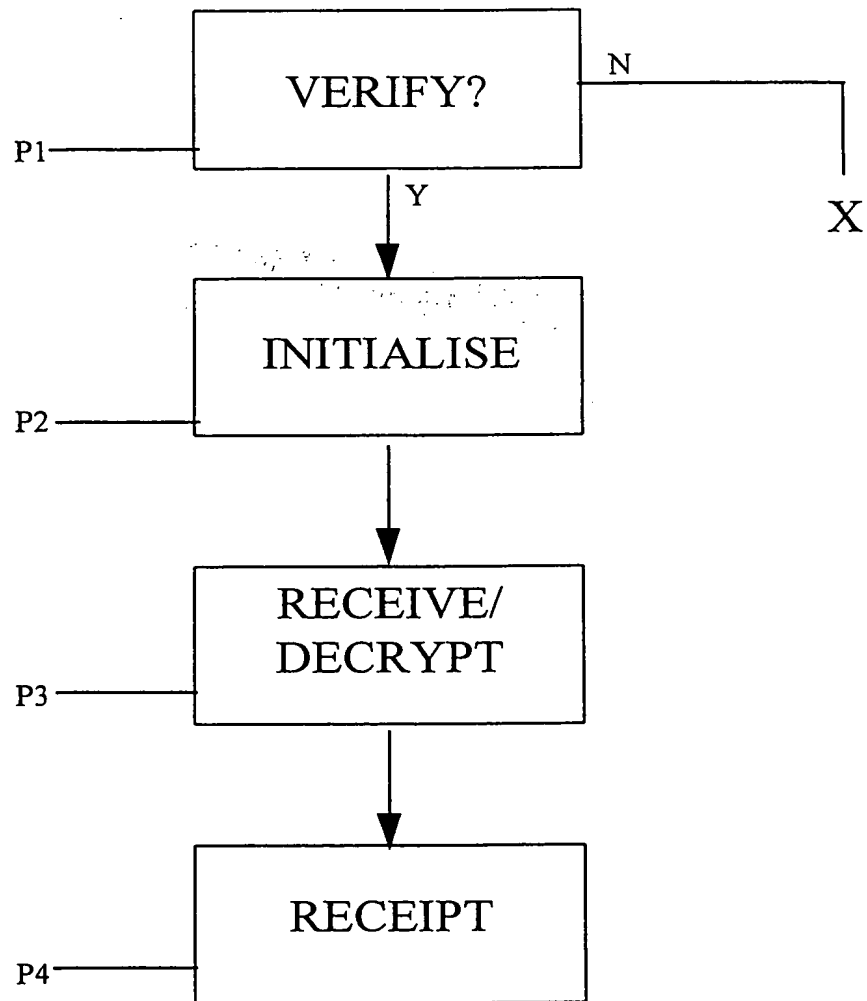 VERIFY?
N
P1
Y
X
INITIALISE
P2
RECEIVE/
DECRYPT
P3
RECEIPT
P4